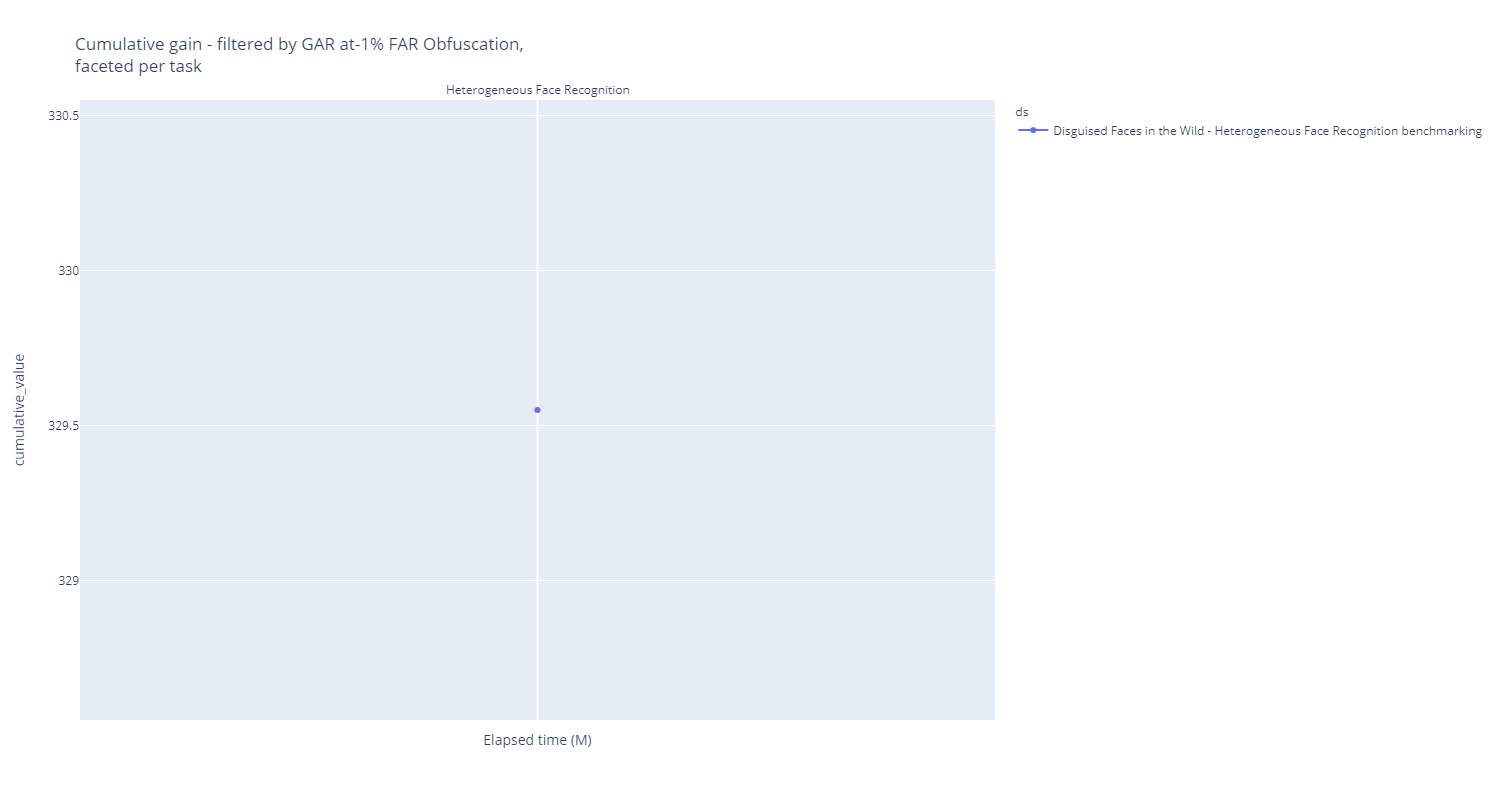 Cumulative gain - filtered by GAR at-1% FAR Obfuscation,
faceted per task
Heterogeneous Face Recognition
330.5
330
329.5
329
cumulative_value
Elapsed time (M)
ds
Disguised Faces in the Wild - Heterogeneous Face Recognition benchmarking